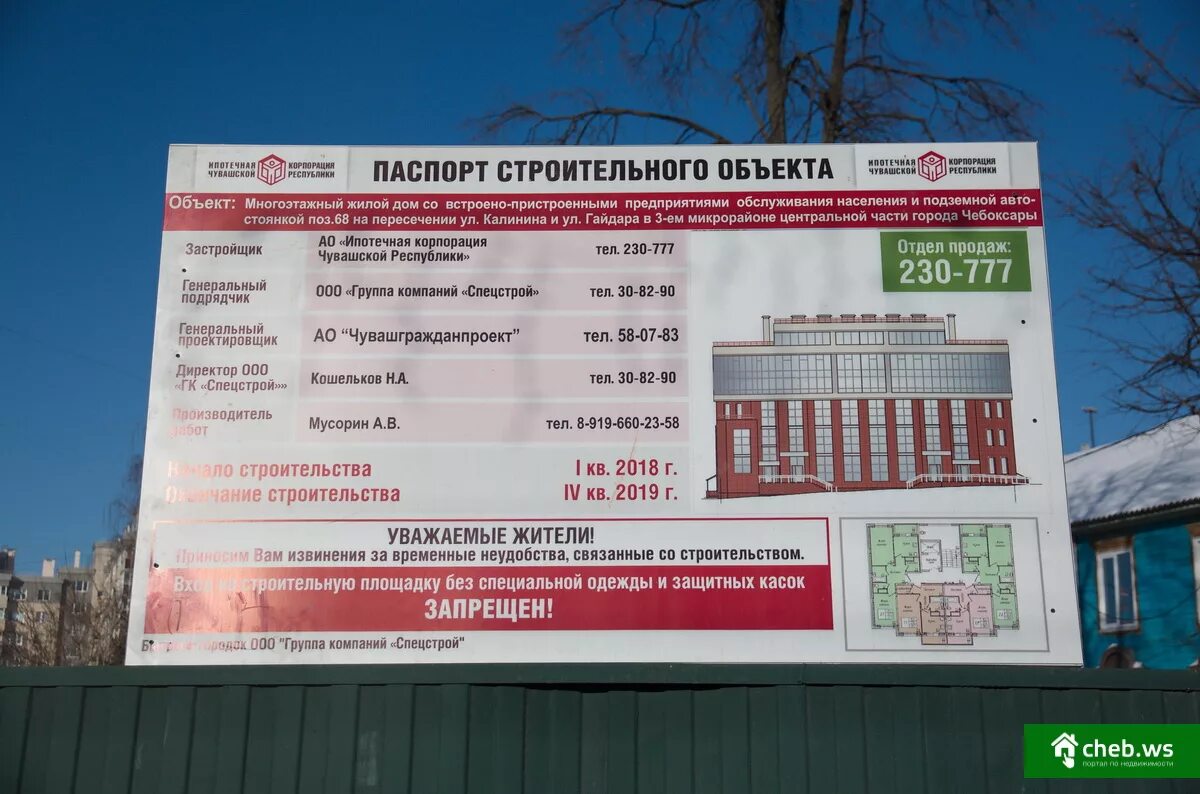 ИПОТЕЧНАЯ КОРПОРАЦИЯ
ЧУВАШСКОЙ РЕСПУБЛИКИ
ПАСПОРТ СТРОИТЕЛЬНОГО ОБЪЕКТА
ИПОТЕЧНАЯ КОРПОРАЦИЯ
ЧУВАШСКОЙ РЕСПУБЛИКИ
Объект: Многоэтажный жилой дом со встроено-пристроенными предприятиями обслуживания населения и подземной авто-
стоянкой поз.68 на пересечении ул. Калинина и ул. Гайдара в 3-ем микрорайоне центральной части города Чебоксары
Застройщик АО «Ипотечная корпорация
Чувашской Республики» тел. 230-777
Отдел продаж:
230-777
Генеральный
подрядчик ООО «Группа компаний «Спецстрой» тел. 30-82-90
Генеральный
проектировщик АО “Чувашгражданпроект” тел. 58-07-83
Директор ООО
«ГК «Спецстрой»» Кошельков Н.А. тел. 30-82-90
Производитель
работ Мусорин А.В. тел. 8-919-660-23-58
Начало строительства I кв. 2018 г.
Окончание строительства IV кв. 2019 г.
УВАЖАЕМЫЕ ЖИТЕЛИ!
Приносим Вам извинения за временные неудобства, связанные со строительством.
Вход на строительную площадку без специальной одежды и защитных касок
ЗАПРЕЩЕН!
городок ООО "Группа компаний «Спецстрой"
cheb.ws
портал по недвижимости